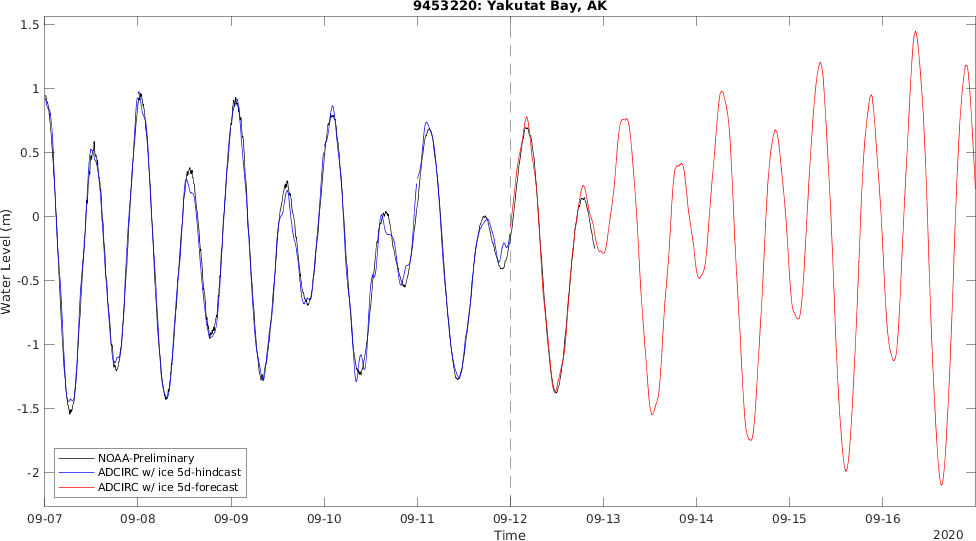 9453220: Yakutat Bay, AK
Water Level (m)
1.5
1
0.5
0
-0.5
-1
-1.5
-2
NOAA-Preliminary
ADCIRC w/ ice 5d-hindcast
ADCIRC w/ ice 5d-forecast
09-07 09-08 09-09 09-10 09-11 09-12 09-13 09-14 09-15 09-16
Time
2020